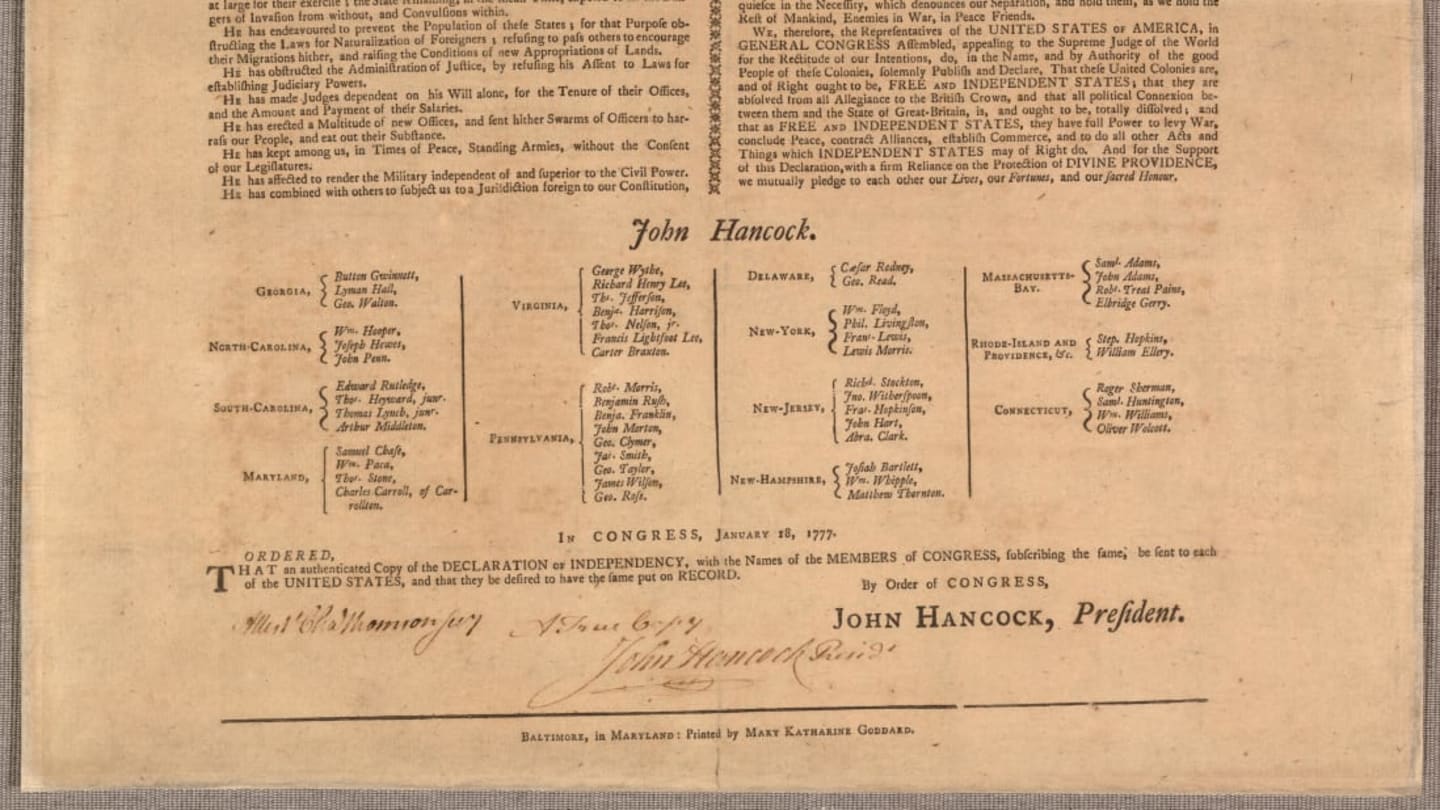 at large for their exerciſe ; the State remaining, in the mean Time,
gers of Invaſion from without, and Convulſions within.
HE has endeavoured to prevent the Population of theſe States ; for that Purpoſe ob-
ſtructing the Laws for Naturalization of Foreigners ; refuſing to paſs others to encourage
their Migrations hither, and raiſing the Conditions of new Appropriations of Lands.
HE has obſtructed the Adminiſtration of Juſtice, by refuſing his Aſſent to Laws for
eſtabliſhing Judiciary Powers.
HE has made Judges dependent on his Will alone, for the Tenure of their Offices,
and the Amount and Payment of their Salaries.
HE has erected a Multitude of new Offices, and ſent hither Swarms of Officers to har-
raſs our People, and eat out their Subſtance.
HE has kept among us, in Times of Peace, Standing Armies, without the Conſent
of our Legiſlatures.
HE has affected to render the Military independent of and ſuperior to the Civil Power.
HE has combined with others to ſubject us to a Juriſdiction foreign to our Conſtitution,
quieſce in the Neceſſity, which denounces our Separation, and hold them, as we hold the
Reſt of Mankind, Enemies in War, in Peace Friends.
WE, therefore, the Repreſentatives of the UNITED STATES OF AMERICA, in
GENERAL CONGRESS Aſſembled, appealing to the Supreme Judge of the World
for the Rectitude of our Intentions, do, in the Name, and by Authority of the good
People of theſe Colonies, ſolemnly Publiſh and Declare, That theſe United Colonies are,
and of Right ought to be, FREE AND INDEPENDENT STATES ; that they are
abſolved from all Allegiance to the Britiſh Crown, and that all political Connexion be-
tween them and the State of Great-Britain, is, and ought to be, totally diſſolved ; and
that as FREE AND INDEPENDENT STATES, they have full Power to levy War,
conclude Peace, contract Alliances, eſtabliſh Commerce, and to do all other Acts and
Things which INDEPENDENT STATES may of Right do. And for the Support
of this Declaration, with a firm Reliance on the Protection of DIVINE PROVIDENCE,
we mutually pledge to each other our Lives, our Fortunes, and our ſacred Honour.
John Hancock.
GEORGIA,
Button Gwinnett,
Lyman Hall,
Geo. Walton.
NORTH-CAROLINA,
Wm. Hooper,
Joſeph Hewes,
John Penn.
SOUTH-CAROLINA,
Edward Rutledge,
Thos. Heyward, junr.
Thomas Lynch, junr.
Arthur Middleton.
MARYLAND,
Samuel Chaſe,
Wm. Paca,
Thos. Stone,
Charles Carroll, of Car-
rollton.
VIRGINIA,
George Wythe,
Richard Henry Lee,
Ths. Jefferſon,
Benja. Harriſon,
Thos. Nelſon, jr.
Francis Lightfoot Lee,
Carter Braxton.
PENNSYLVANIA,
Robt. Morris,
Benjamin Ruſh,
Benja. Franklin,
John Morton,
Geo. Clymer,
Jas. Smith,
Geo. Taylor,
James Wilſon,
Geo. Roſs.
DELAWARE,
Cæſar Rodney,
Geo. Read.
NEW-YORK,
Wm. Floyd,
Phil. Livingſton,
Frans. Lewis,
Lewis Morris.
NEW-JERSEY,
Richd. Stockton,
Jno. Witherſpoon,
Fras. Hopkinſon,
John Hart,
Abra. Clark.
NEW-HAMPSHIRE,
Joſiah Bartlett,
Wm. Whipple,
Matthew Thornton.
MASSACHUSETTS-
BAY.
Saml. Adams,
John Adams,
Robt. Treat Paine,
Elbridge Gerry.
RHODE-ISLAND AND
PROVIDENCE, &c.
Step. Hopkins,
William Ellery.
CONNECTICUT,
Roger Sherman,
Saml. Huntington,
Wm. Williams,
Oliver Wolcott.
IN CONGRESS, JANUARY 18, 1777.
ORDERED,
THAT an authenticated Copy of the DECLARATION OF INDEPENDENCY, with the Names of the MEMBERS of CONGRESS, ſubſcribing the ſame, be ſent to each
of the UNITED STATES, and that they be deſired to have the ſame put on RECORD.
By Order of CONGRESS,
JOHN HANCOCK, Preſident.
Attest Cha Thomson secy
A True Copy
John Hancock Presidt
BALTIMORE, in MARYLAND: Printed by MARY KATHARINE GODDARD.